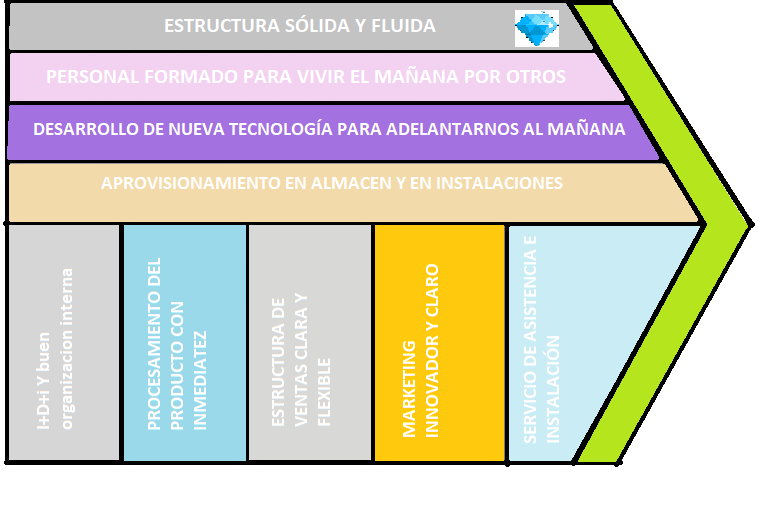 ESTRUCTURA SÓLIDA Y FLUIDA
PERSONAL FORMADO PARA VIVIR EL MAÑANA POR OTROS
DESARROLLO DE NUEVA TECNOLOGÍA PARA ADELANTARNOS AL MAÑANA
APROVISIONAMIENTO EN ALMACEN Y EN INSTALACIONES
I+D+i Y buen
organizacion interna
PROCESAMIENTO DEL
PRODUCTO CON
INMEDIATEZ
ESTRUCTURA DE
VENTAS CLARA Y
FLEXIBLE
MARKETING
INNOVADOR Y CLARO
SERVICIO DE ASISTENCIA E
INSTALACIÓN